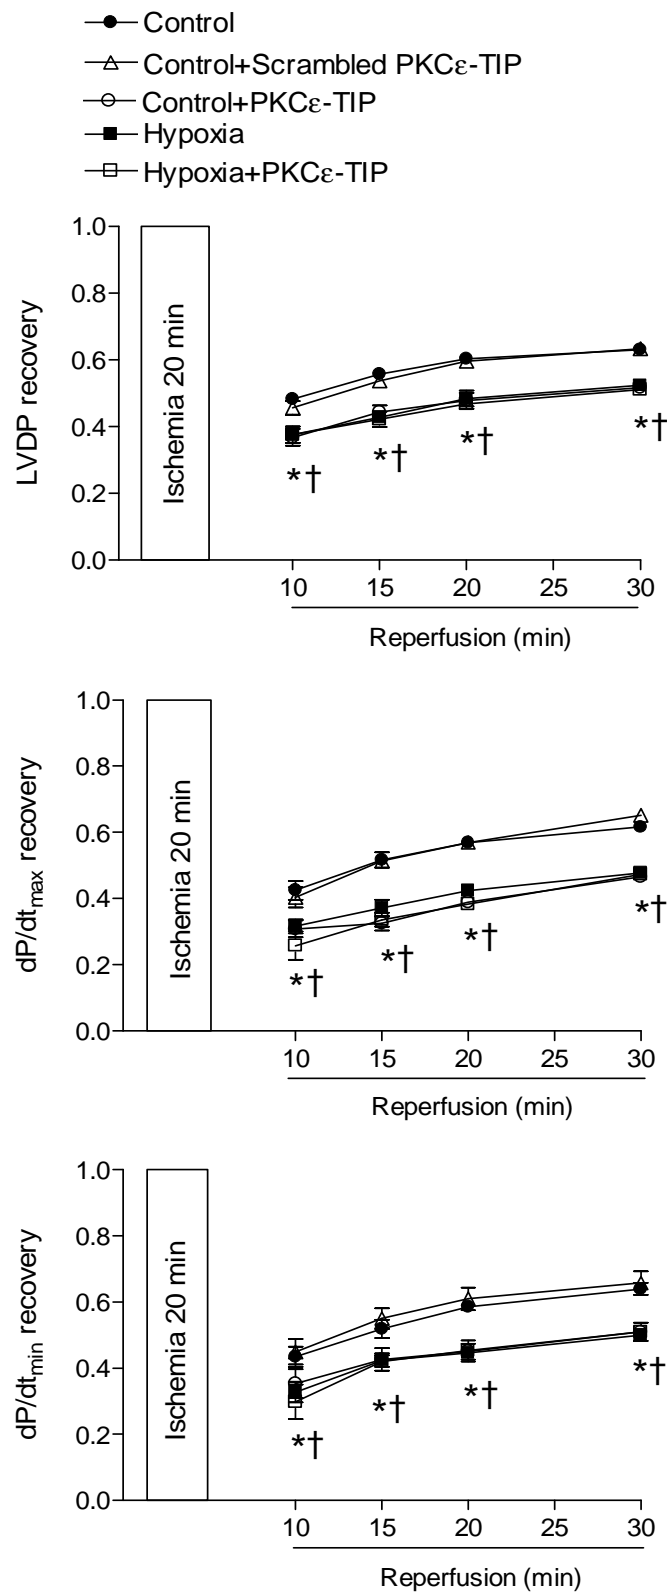 Control
Control+Scrambled PKCε-TIP
Control+PKCε-TIP
Hypoxia
Hypoxia+PKCε-TIP
1.0
0.8
0.6
0.4
0.2
0.0
LVDP recovery
Ischemia 20 min
*† *† *† *†
10 15 20 25 30
Reperfusion (min)
1.0
0.8
0.6
0.4
0.2
0.0
dP/dtmax recovery
Ischemia 20 min
*† *† *† *†
10 15 20 25 30
Reperfusion (min)
1.0
0.8
0.6
0.4
0.2
0.0
dP/dtmin recovery
Ischemia 20 min
*† *† *† *†
10 15 20 25 30
Reperfusion (min)